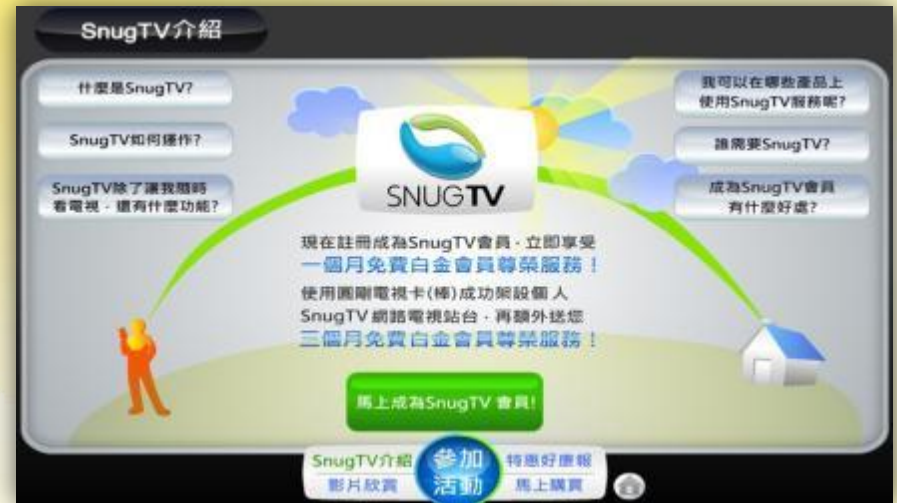 SnugTV介紹
什麼是SnugTV?
SnugTV如何運作?
SnugTV除了讓我隨時
看電視，還有什麼功能?
我可以在哪些產品上
使用SnugTV服務呢?
誰需要SnugTV?
成為SnugTV會員
有什麼好處?
SNUGTV
現在註冊成為SnugTV會員，立即享受
一個月免費白金會員尊榮服務！
使用圓剛電視卡(棒)成功架設個人
SnugTV 網路電視站台，再額外送您
三個月免費白金會員尊榮服務！
馬上成為SnugTV 會員!
SnugTV介紹
影片欣賞
參加
活動
特惠好康報
馬上購買